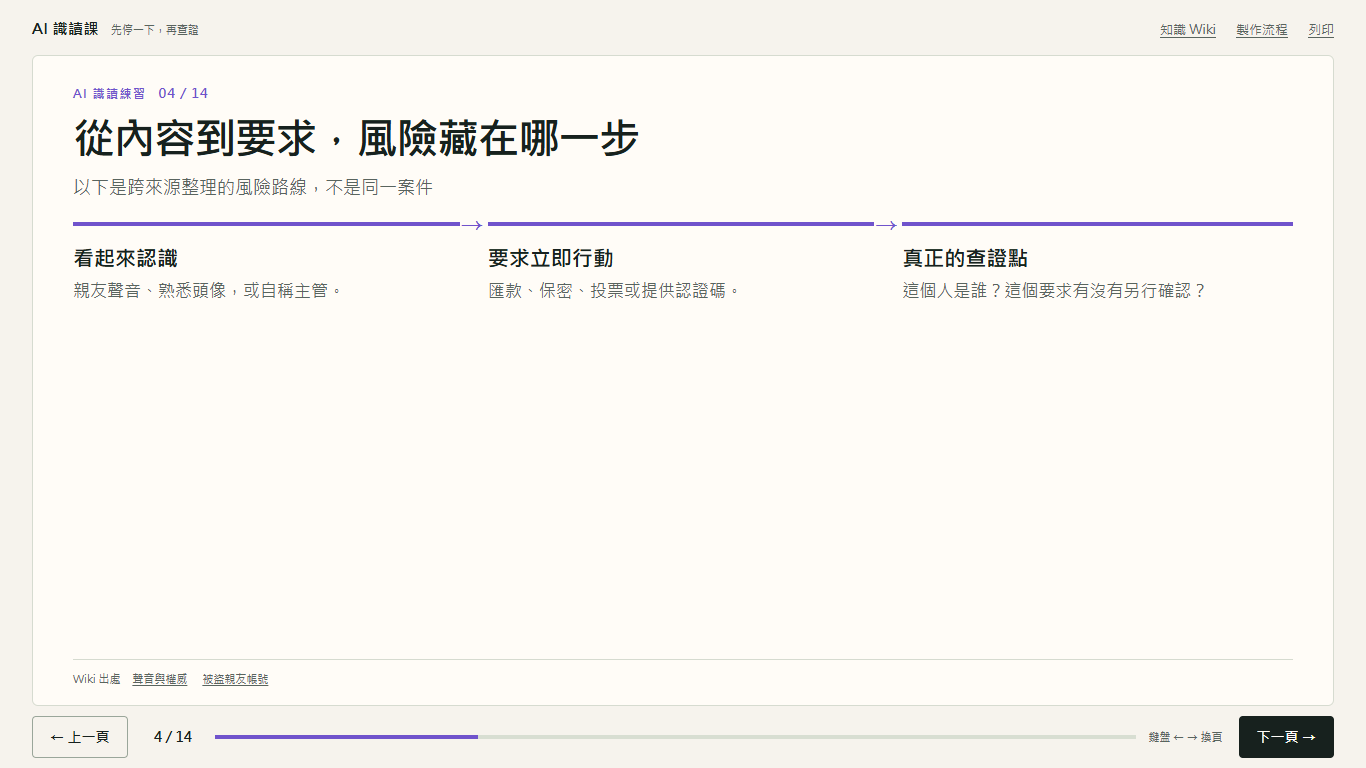 AI 識讀課 先停一下，再查證
知識 Wiki 製作流程 列印
AI 識讀練習 04 / 14
從內容到要求，風險藏在哪一步
以下是跨來源整理的風險路線，不是同一案件
→ →
看起來認識
親友聲音、熟悉頭像，或自稱主管。
要求立即行動
匯款、保密、投票或提供認證碼。
真正的查證點
這個人是誰？這個要求有沒有另行確認？
Wiki 出處 聲音與權威 被盜親友帳號
← 上一頁 4 / 14 鍵盤 ← → 換頁 下一頁 →